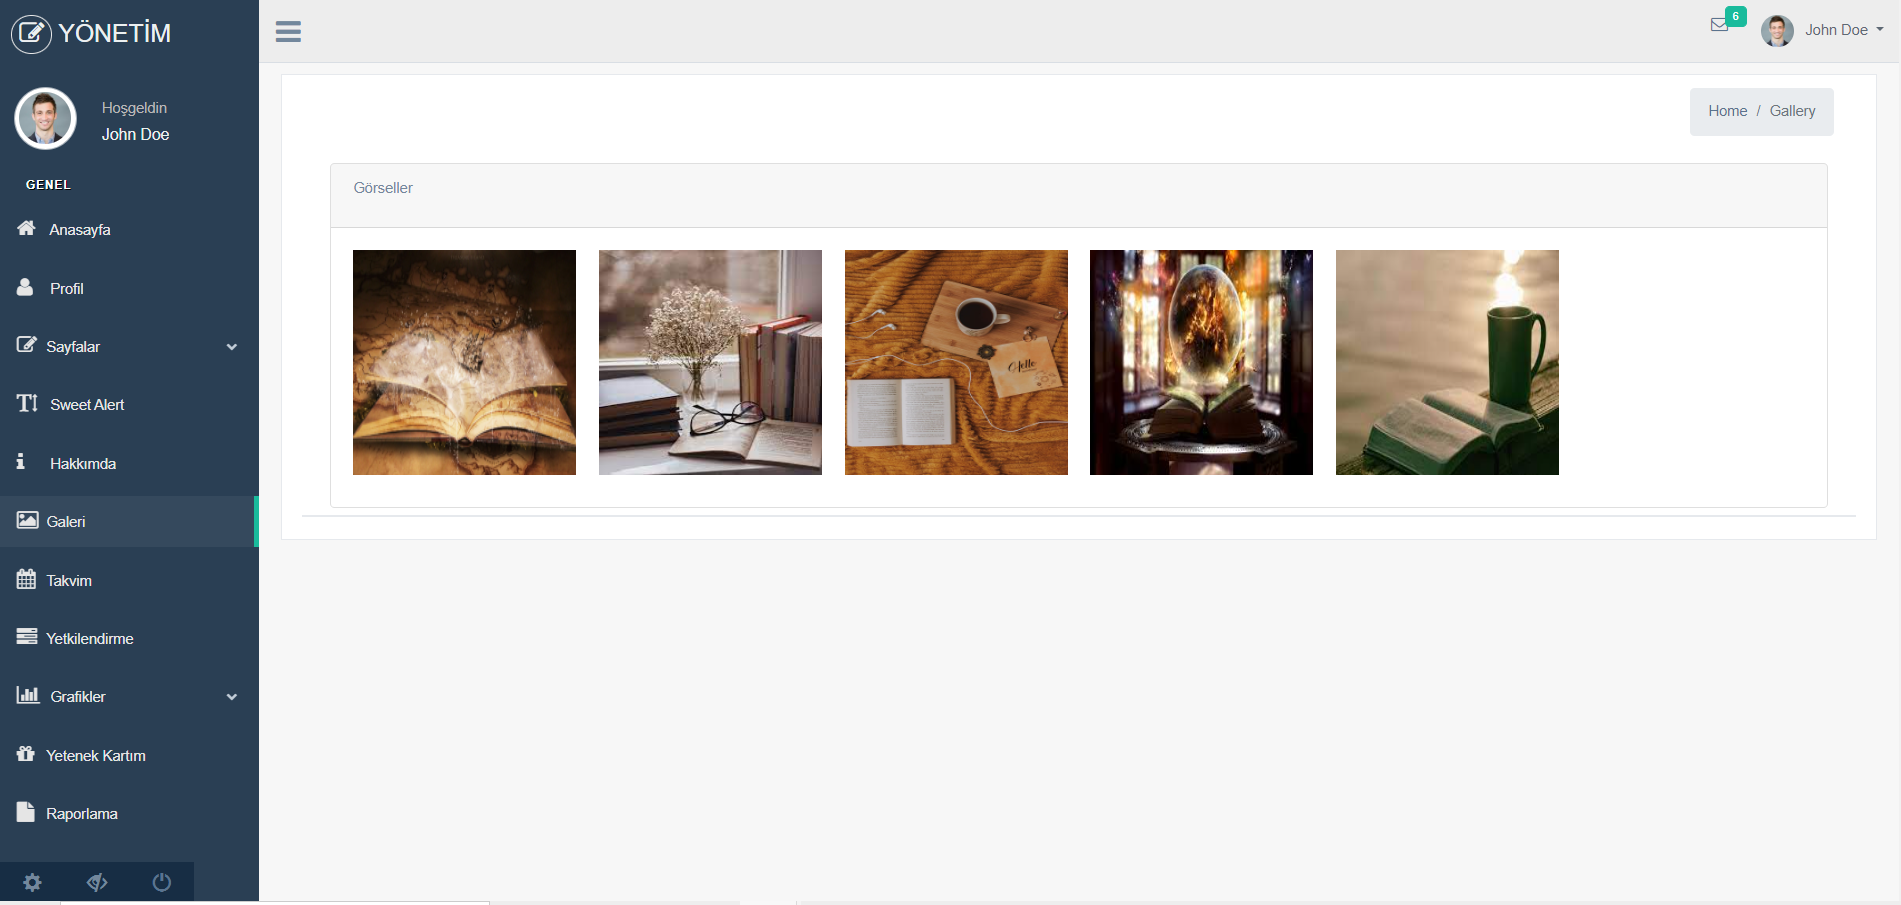 YÖNETİM
6
John Doe
Hoşgeldin
John Doe
GENEL
Anasayfa
Profil
Sayfalar
Sweet Alert
Hakkımda
Galeri
Takvim
Yetkilendirme
Grafikler
Yetenek Kartım
Raporlama
Home / Gallery
Görseller
Hello